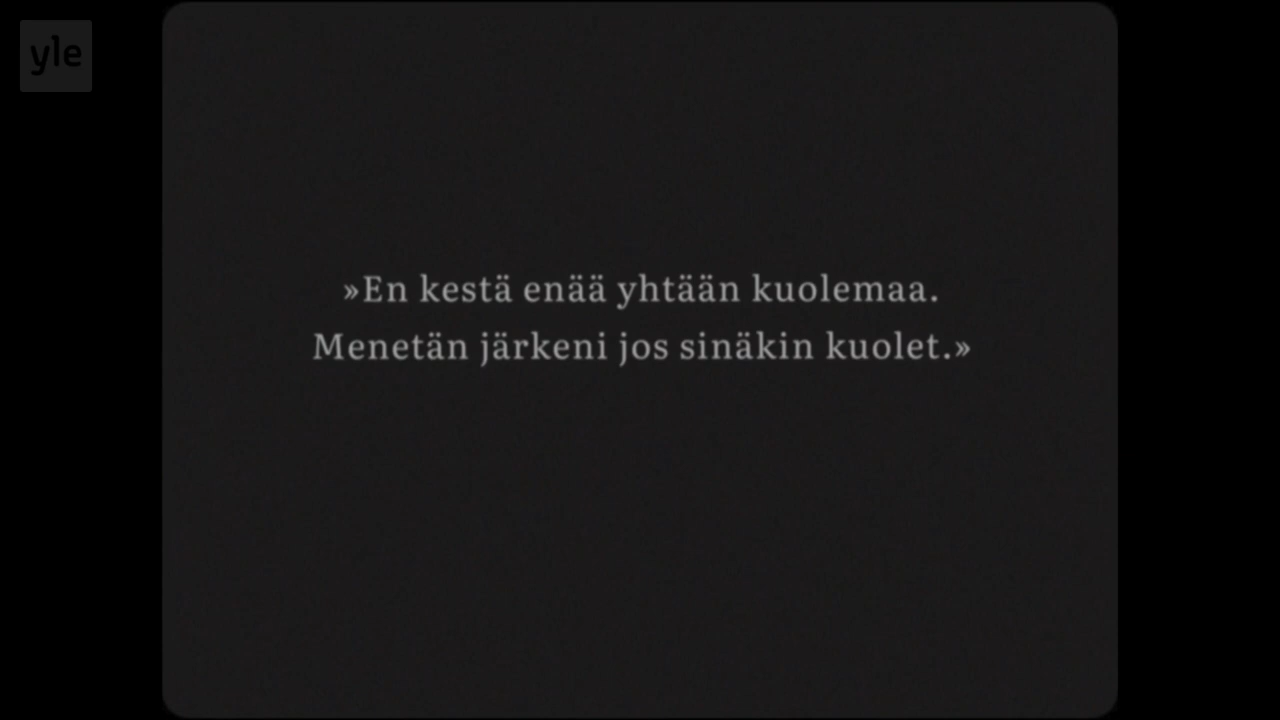 yle
»En kestä enää yhtään kuolemaa.
Menetän järkeni jos sinäkin kuolet.»